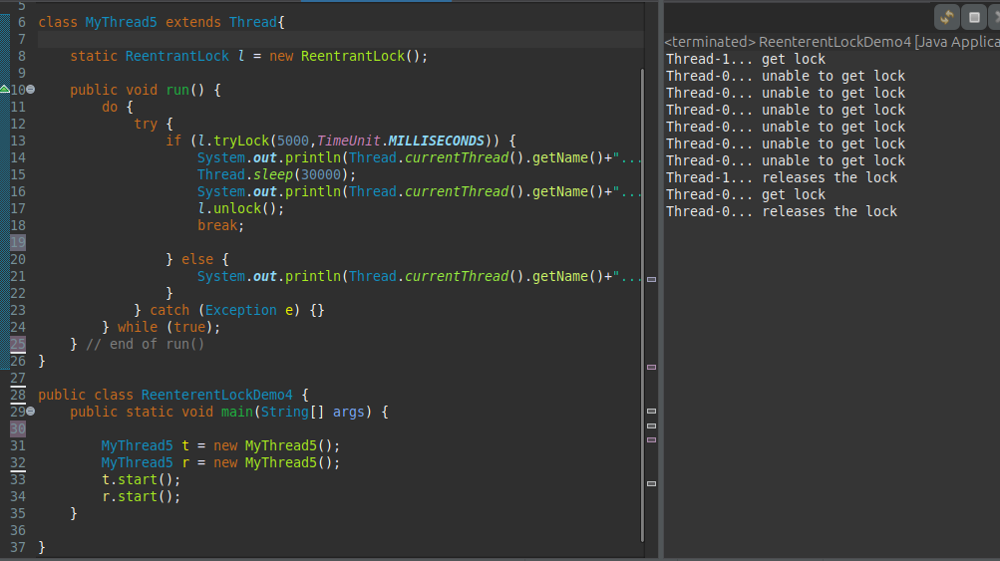 5
6 class MyThread5 extends Thread{
7
8     static ReentrantLock l = new ReentrantLock();
9
10     public void run() {
11         do {
12             try {
13                 if (l.tryLock(5000,TimeUnit.MILLISECONDS)) {
14                     System.out.println(Thread.currentThread().getName()+"...
15                     Thread.sleep(30000);
16                     System.out.println(Thread.currentThread().getName()+"...
17                     l.unlock();
18                     break;
19
20                 } else {
21                     System.out.println(Thread.currentThread().getName()+"...
22                 }
23             } catch (Exception e) {}
24         } while (true);
25     } // end of run()
26 }
27
28 public class ReenterentLockDemo4 {
29     public static void main(String[] args) {
30
31         MyThread5 t = new MyThread5();
32         MyThread5 r = new MyThread5();
33         t.start();
34         r.start();
35     }
36
37 }
<terminated> ReenterentLockDemo4 [Java Applica
Thread-1... get lock
Thread-0... unable to get lock
Thread-0... unable to get lock
Thread-0... unable to get lock
Thread-0... unable to get lock
Thread-0... unable to get lock
Thread-0... unable to get lock
Thread-1... releases the lock
Thread-0... get lock
Thread-0... releases the lock